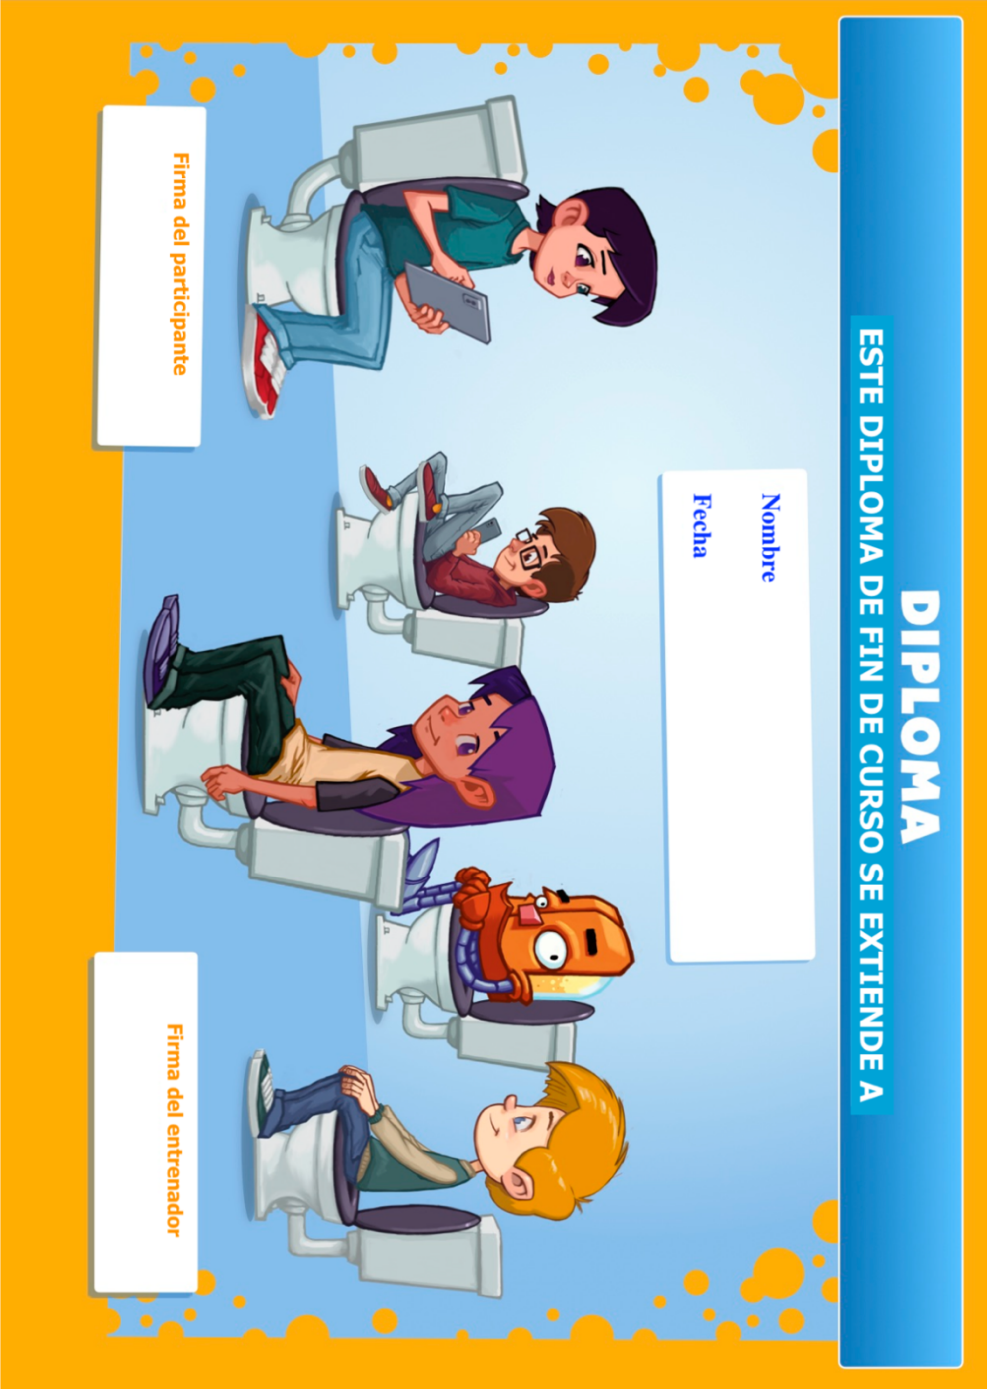 DIPLOMA
ESTE DIPLOMA DE FIN DE CURSO SE EXTIENDE A
Nombre
Fecha
Firma del participante
Firma del entrenador